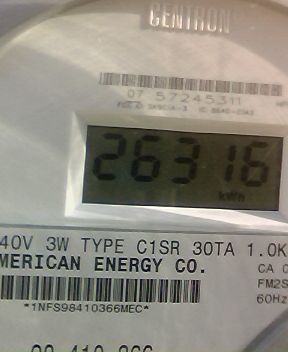 CENTRON
07 57245311
26316
kWh
40V 3W TYPE C1SR 30TA 1.0K
MERICAN ENERGY CO.
CA 0
FM2S
60Hz
*1NFS98410366MEC*